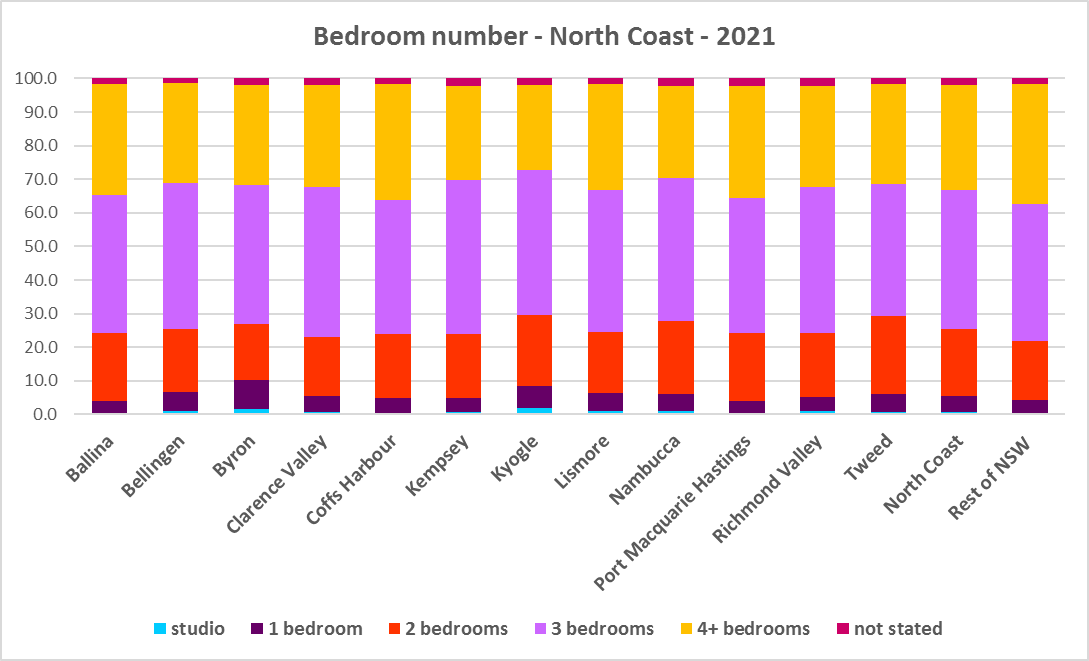 Bedroom number - North Coast - 2021
100.0
90.0
80.0
70.0
60.0
50.0
40.0
30.0
20.0
10.0
0.0
Ballina
Bellingen
Byron
Clarence Valley
Coffs Harbour
Kempsey
Kyogle
Lismore
Nambucca
Port Macquarie Hastings
Richmond Valley
Tweed
North Coast
Rest of NSW
studio 1 bedroom 2 bedrooms 3 bedrooms 4+ bedrooms not stated